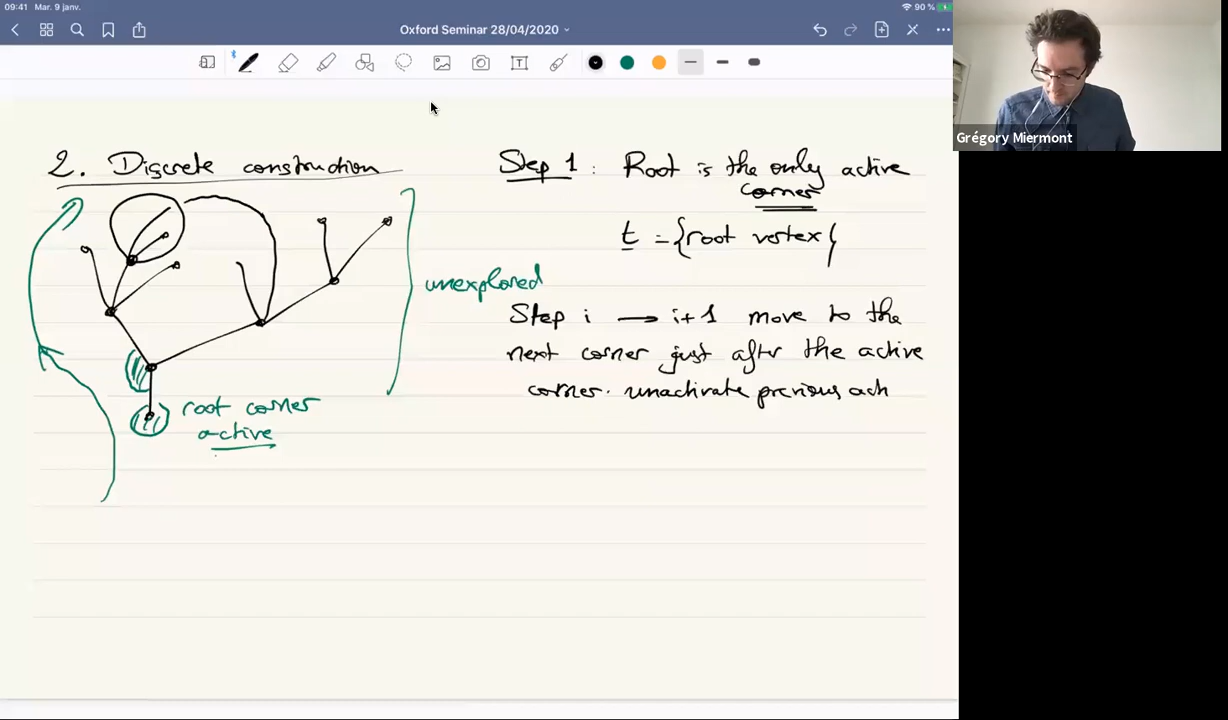 09:41 Mar. 9 janv.
90 %
Oxford Seminar 28/04/2020
Grégory Miermont
2. Discrete construction
unexplored
root corner
active
Step 1 : Root is the only active
corner
t = {root vertex}
Step i → i+1 move to the
next corner just after the active
corner. unactivate previous ach